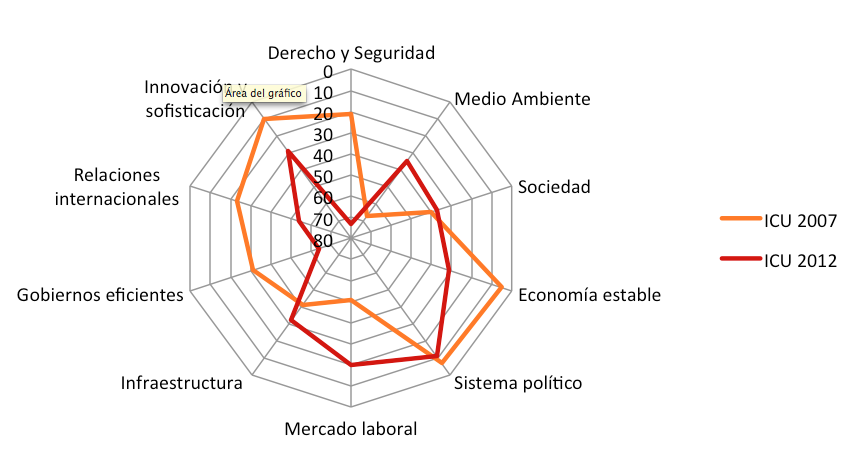 Derecho y Seguridad
0
10
20
30
40
50
60
70
80
Medio Ambiente
Sociedad
Economía estable
Sistema político
Mercado laboral
Infraestructura
Gobiernos eficientes
Relaciones
internacionales
Innovación y
sofisticación
Área del gráfico
ICU 2007
ICU 2012